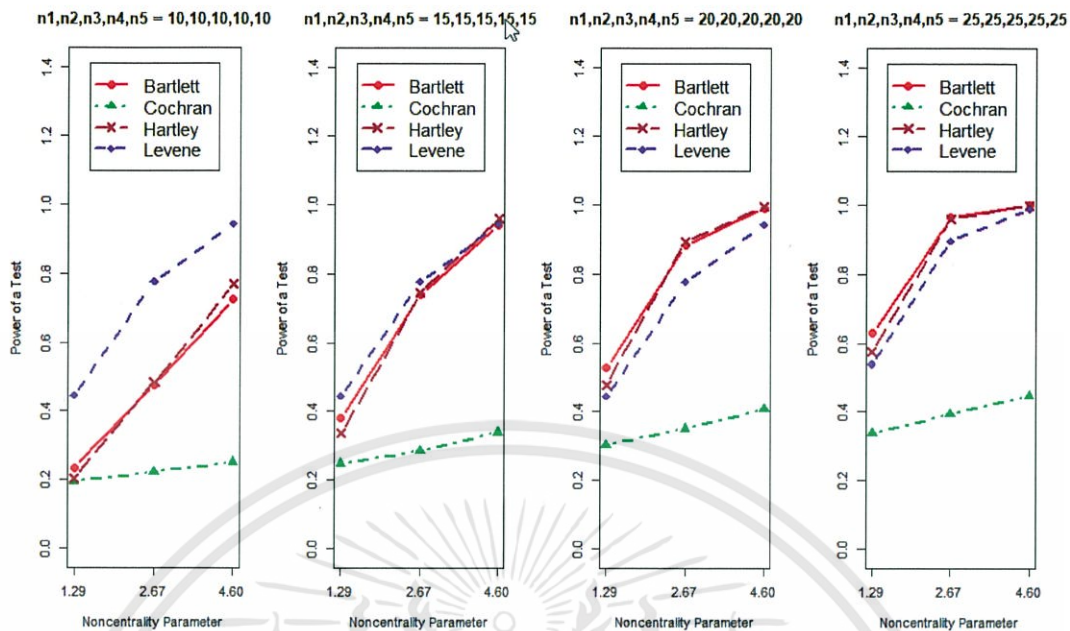 n1,n2,n3,n4,n5 = 10,10,10,10,10
1.4
1.2
1.0
0.8
0.6
0.4
0.2
0.0
Power of a Test
Bartlett
Cochran
Hartley
Levene
1.29
2.67
4.60
Noncentrality Parameter
n1,n2,n3,n4,n5 = 15,15,15,15,15
1.4
1.2
1.0
0.8
0.6
0.4
0.2
0.0
Power of a Test
Bartlett
Cochran
Hartley
Levene
1.29
2.67
4.60
Noncentrality Parameter
n1,n2,n3,n4,n5 = 20,20,20,20,20
1.4
1.2
1.0
0.8
0.6
0.4
0.2
0.0
Power of a Test
Bartlett
Cochran
Hartley
Levene
1.29
2.67
4.60
Noncentrality Parameter
n1,n2,n3,n4,n5 = 25,25,25,25,25
1.4
1.2
1.0
0.8
0.6
0.4
0.2
0.0
Power of a Test
Bartlett
Cochran
Hartley
Levene
1.29
2.67
4.60
Noncentrality Parameter